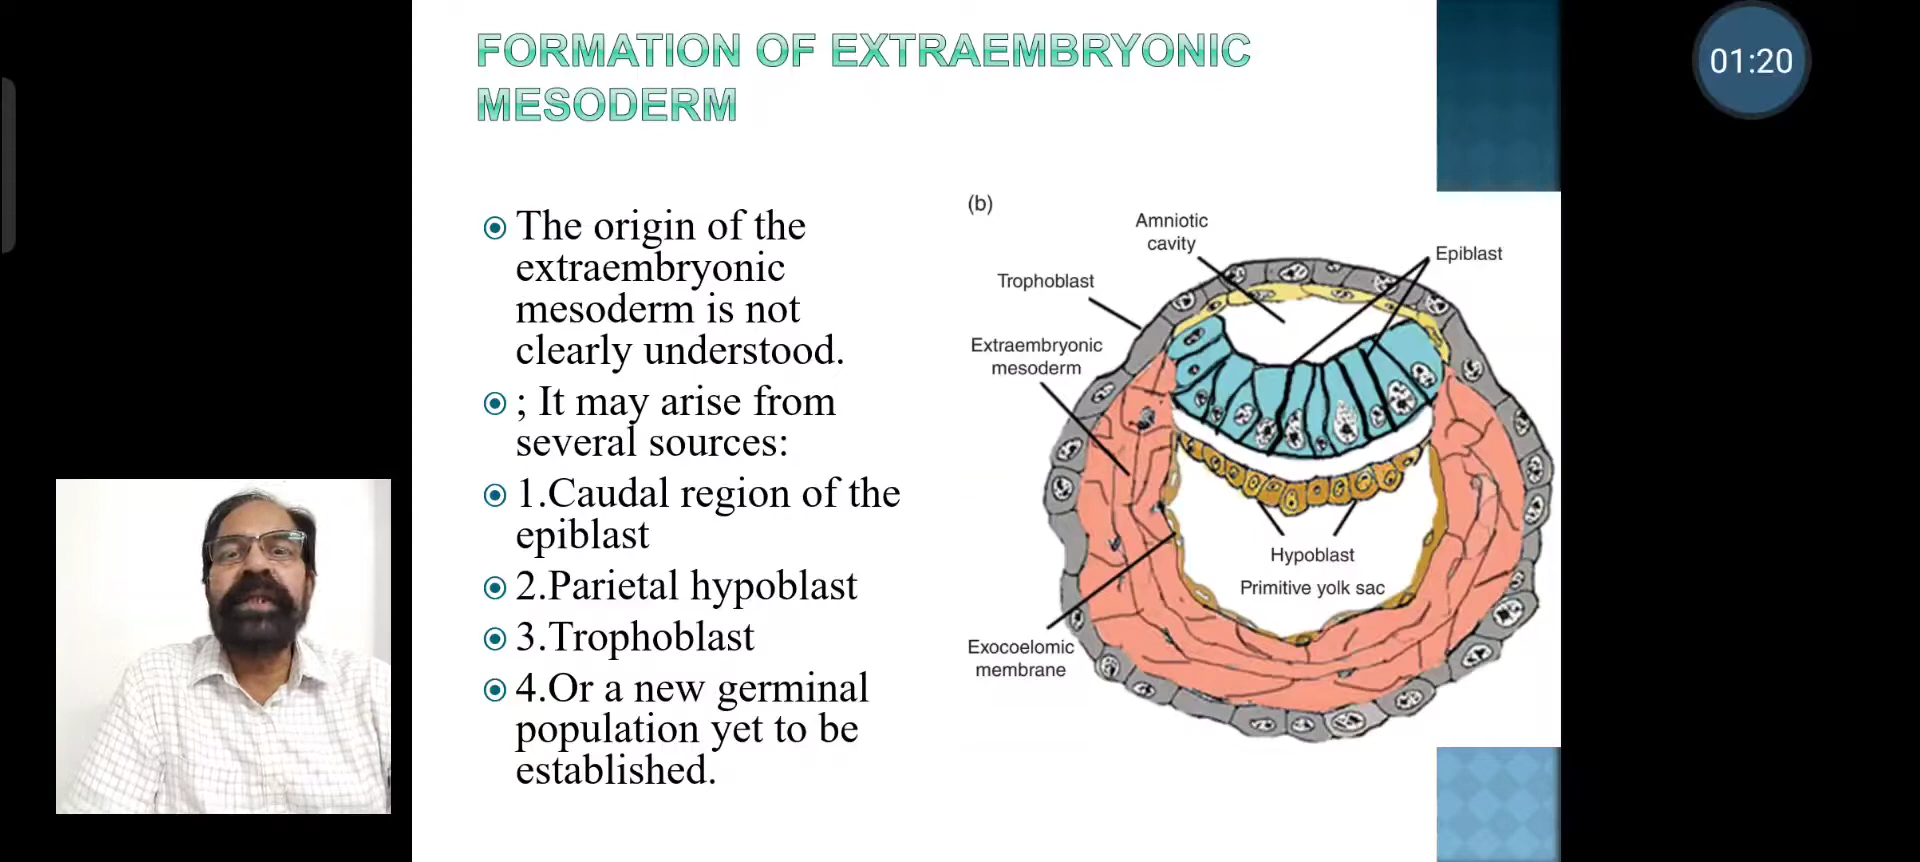 FORMATION OF EXTRAEMBRYONIC
MESODERM
01:20
The origin of the
extraembryonic
mesoderm is not
clearly understood.
; It may arise from
several sources:
1.Caudal region of the
epiblast
2.Parietal hypoblast
3.Trophoblast
4.Or a new germinal
population yet to be
established.
(b)
Amniotic
cavity
Epiblast
Trophoblast
Extraembryonic
mesoderm
Hypoblast
Primitive yolk sac
Exocoelomic
membrane